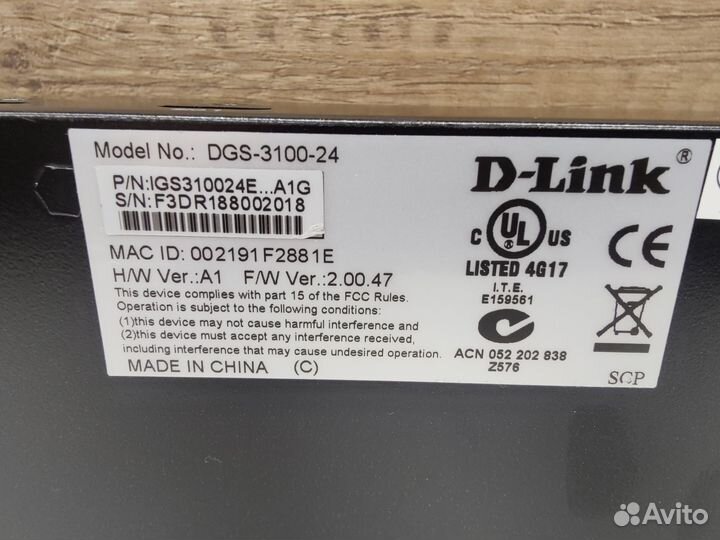 Model No.: DGS-3100-24
P/N:IGS310024E...A1G
S/N:F3DR188002018
MAC ID: 002191F2881E
H/W Ver.:A1 F/W Ver.:2.00.47
This device complies with part 15 of the FCC Rules.
Operation is subject to the following conditions:
(1)this device may not cause harmful interference and
(2)this device must accept any interference received,
including interference that may cause undesired operation.
MADE IN CHINA (C)
D-Link®
C UL® US
LISTED 4G17
I.T.E.
E159561
CE
ACN 052 202 838
Z576
SCP
Avito